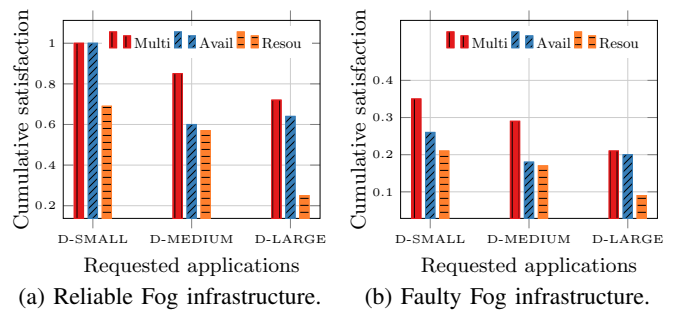 Multi Avail Resou
Cumulative satisfaction
1
0.8
0.6
0.4
0.2
D-SMALL D-MEDIUM D-LARGE
Requested applications
(a) Reliable Fog infrastructure.
Multi Avail Resou
Cumulative satisfaction
0.4
0.3
0.2
0.1
D-SMALL D-MEDIUM D-LARGE
Requested applications
(b) Faulty Fog infrastructure.